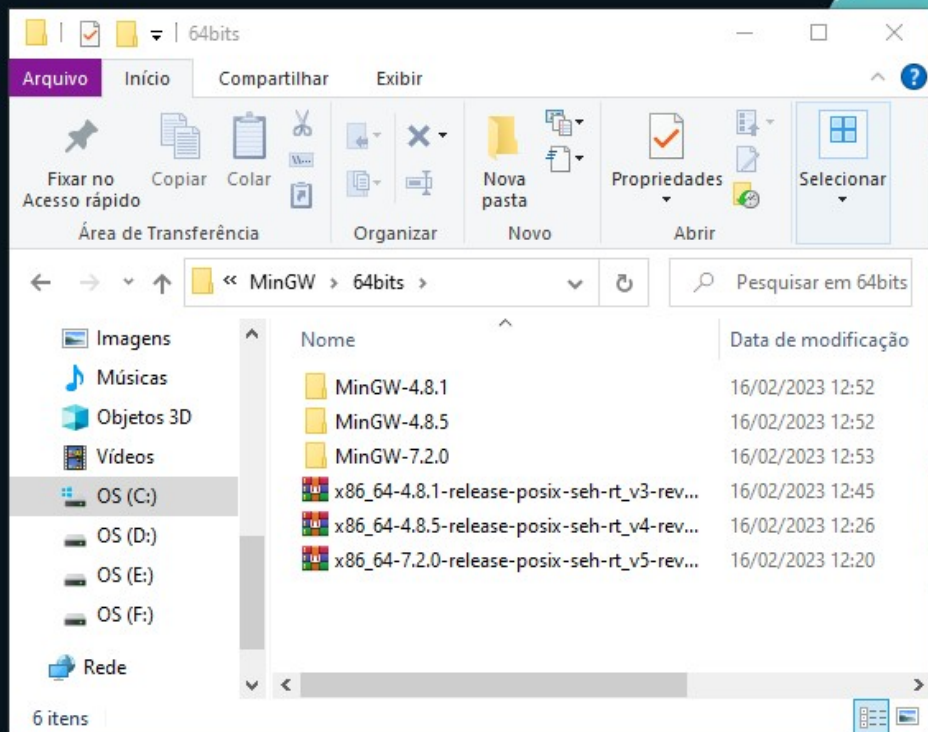 64bits
Arquivo Início Compartilhar Exibir
Fixar no
Acesso rápido
Copiar Colar
Nova
pasta
Propriedades
Selecionar
Área de Transferência Organizar Novo Abrir
« MinGW > 64bits > Pesquisar em 64bits
Nome Data de modificação
Imagens
Músicas
Objetos 3D
Vídeos
OS (C:)
OS (D:)
OS (E:)
OS (F:)
Rede
MinGW-4.8.1 16/02/2023 12:52
MinGW-4.8.5 16/02/2023 12:52
MinGW-7.2.0 16/02/2023 12:53
x86_64-4.8.1-release-posix-seh-rt_v3-rev... 16/02/2023 12:45
x86_64-4.8.5-release-posix-seh-rt_v4-rev... 16/02/2023 12:26
x86_64-7.2.0-release-posix-seh-rt_v5-rev... 16/02/2023 12:20
6 itens